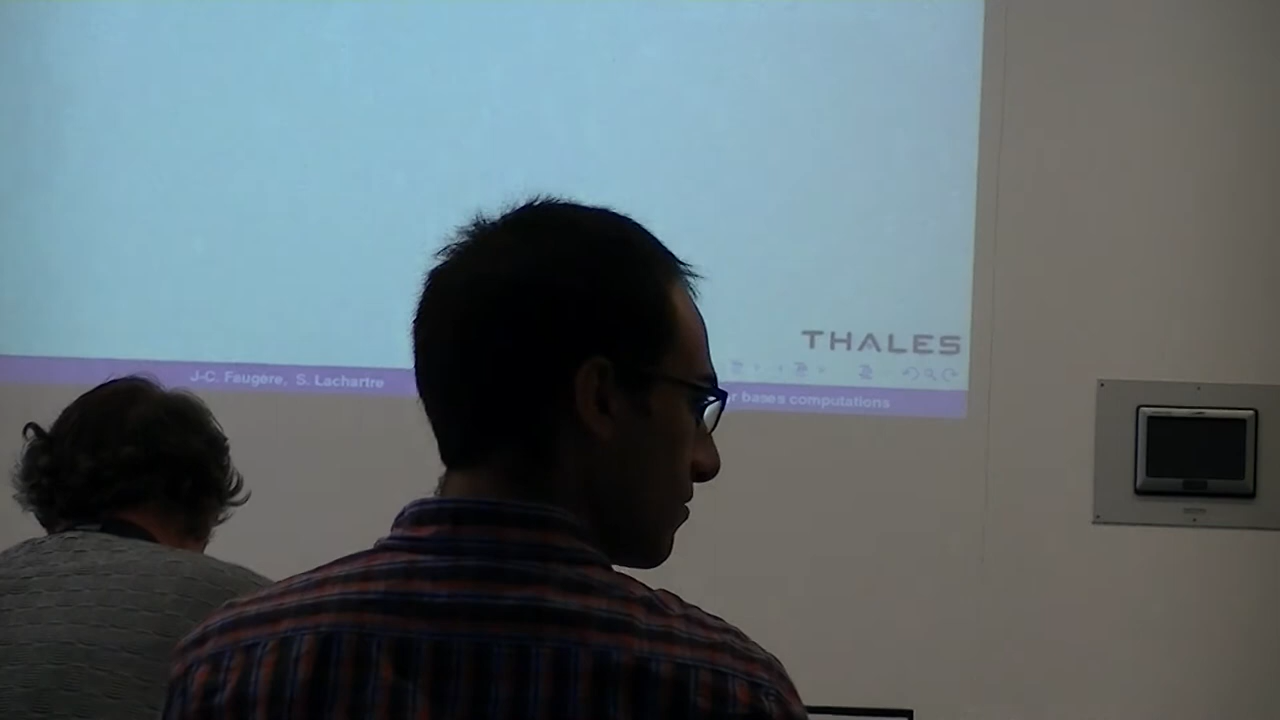 THALES
J-C. Faugère, S. Lachartre
bases computations